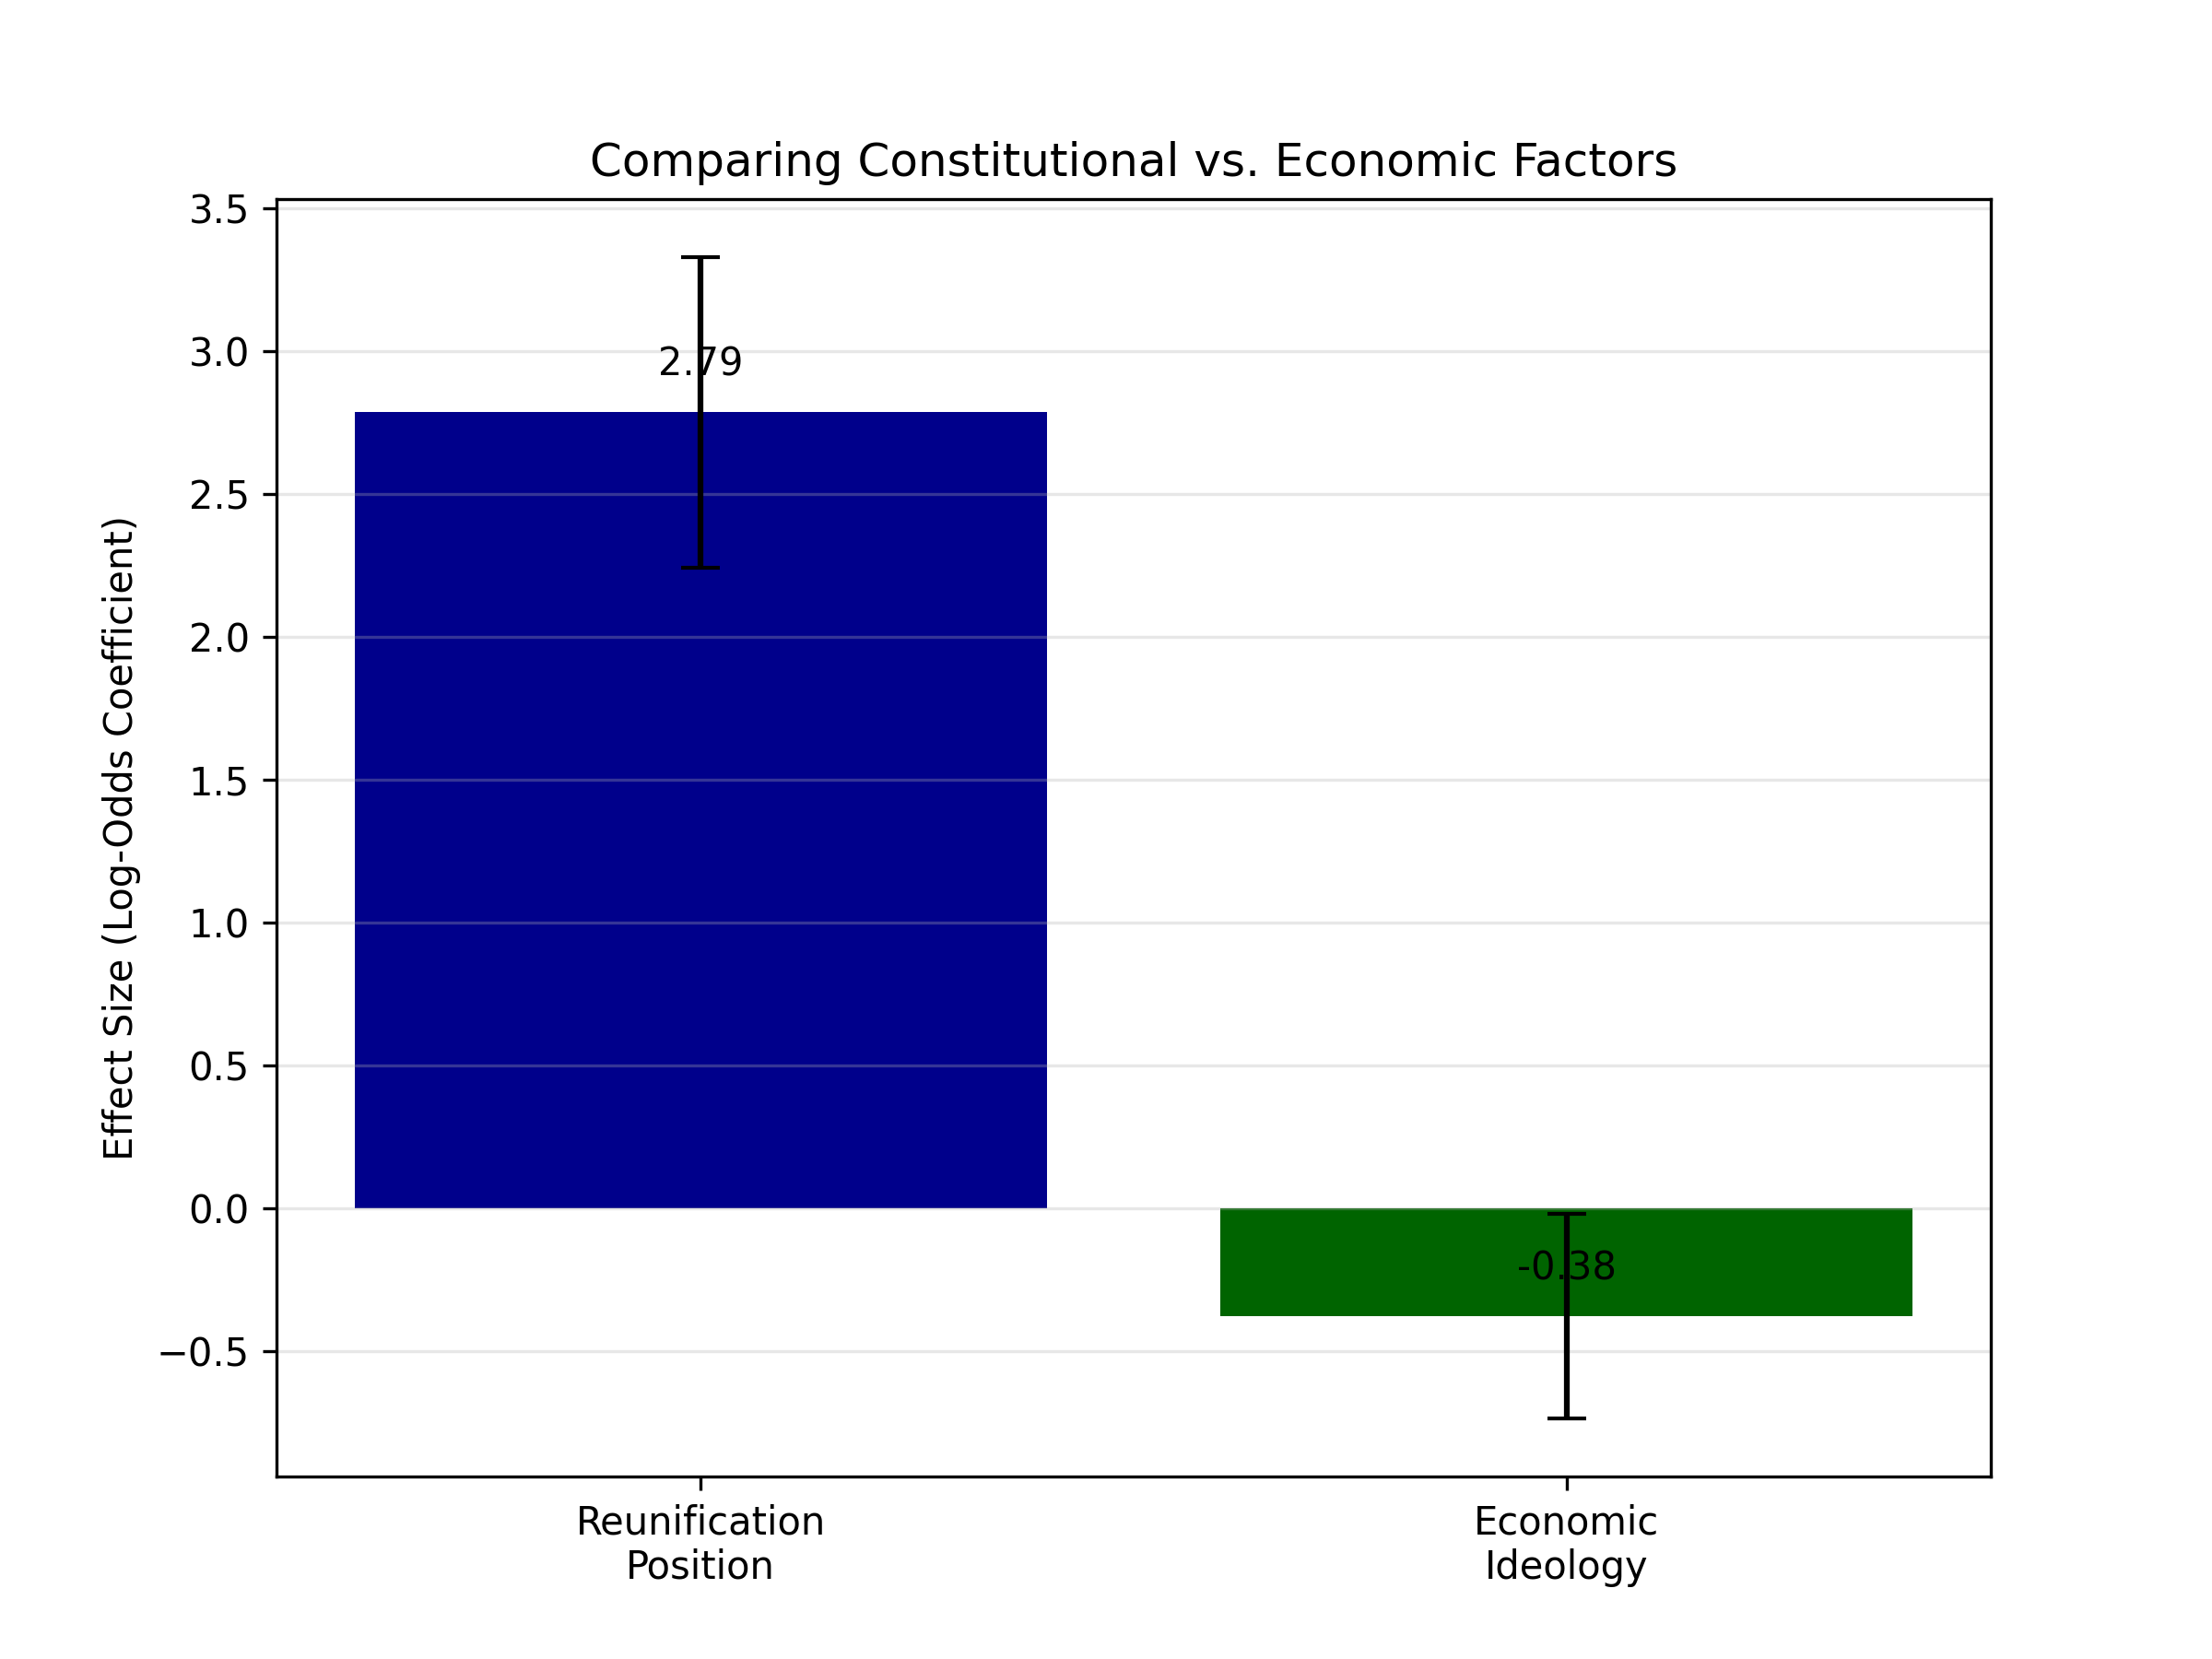 Comparing Constitutional vs. Economic Factors
Effect Size (Log-Odds Coefficient)
3.5
3.0
2.5
2.0
1.5
1.0
0.5
0.0
−0.5
2.79
-0.38
Reunification
Position
Economic
Ideology